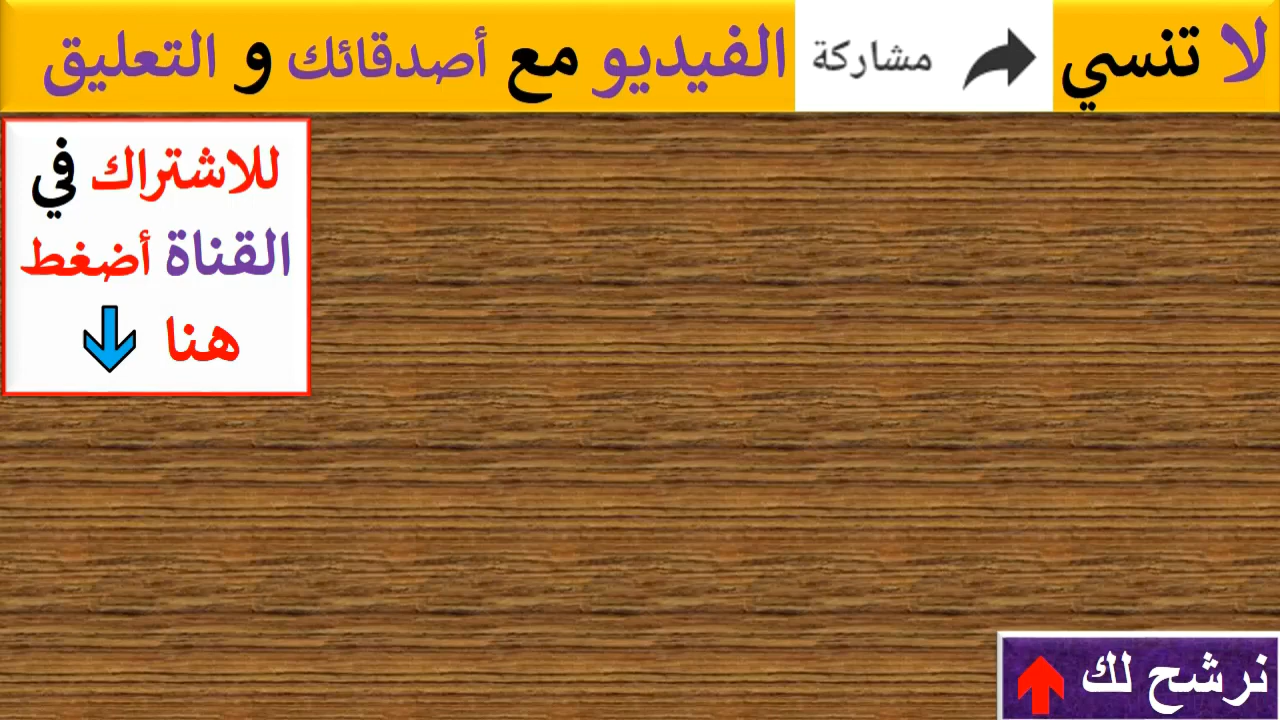 لا تنسي مشاركة الفيديو مع أصدقائك و التعليق
للاشتراك في
القناة أضغط
هنا
نرشح لك